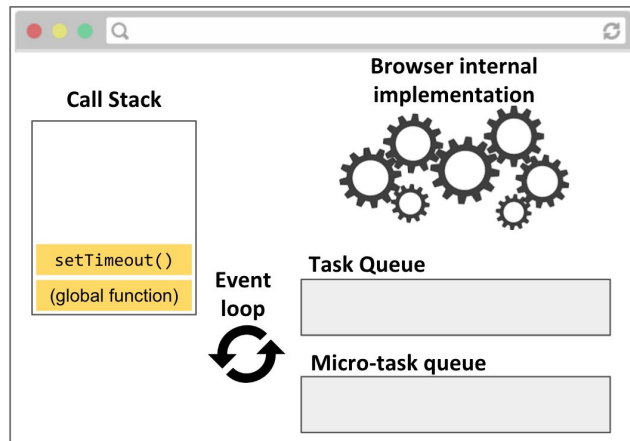 Browser internal
implementation
Call Stack
setTimeout()
(global function)
Event
loop
Task Queue
Micro-task queue